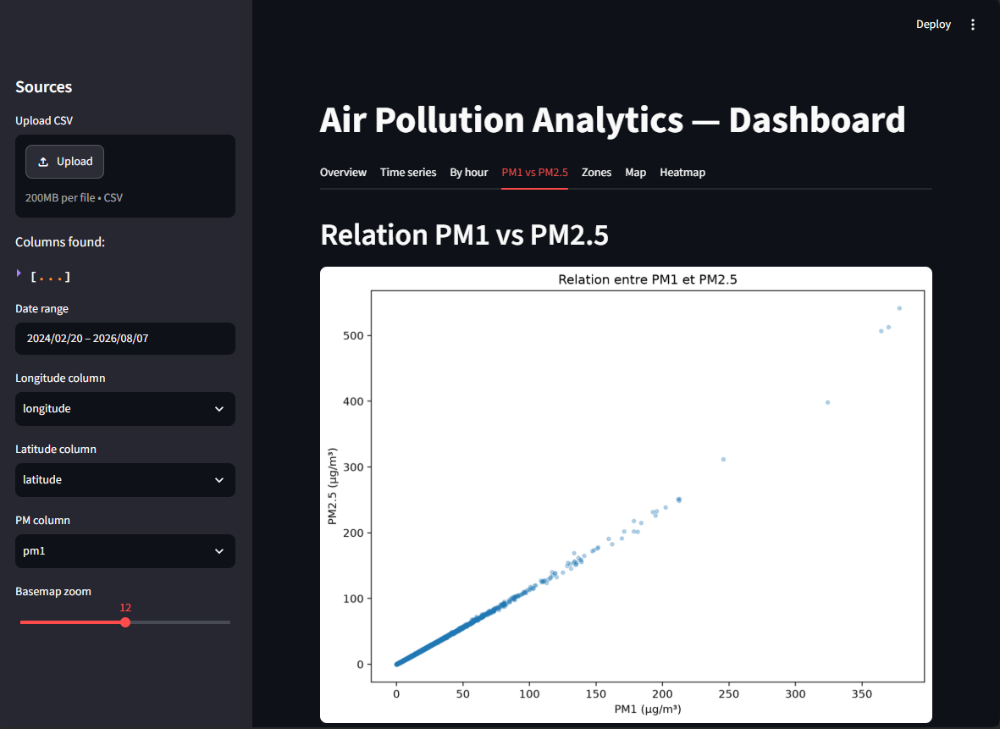 Deploy
Sources
Upload CSV
Upload
200MB per file • CSV
Columns found:
[...]
Date range
2024/02/20 – 2026/08/07
Longitude column
longitude
Latitude column
latitude
PM column
pm1
Basemap zoom
12
Air Pollution Analytics — Dashboard
Overview Time series By hour PM1 vs PM2.5 Zones Map Heatmap
Relation PM1 vs PM2.5
Relation entre PM1 et PM2.5
PM2.5 (µg/m³)
500
400
300
200
100
0
0 50 100 150 200 250 300 350
PM1 (µg/m³)